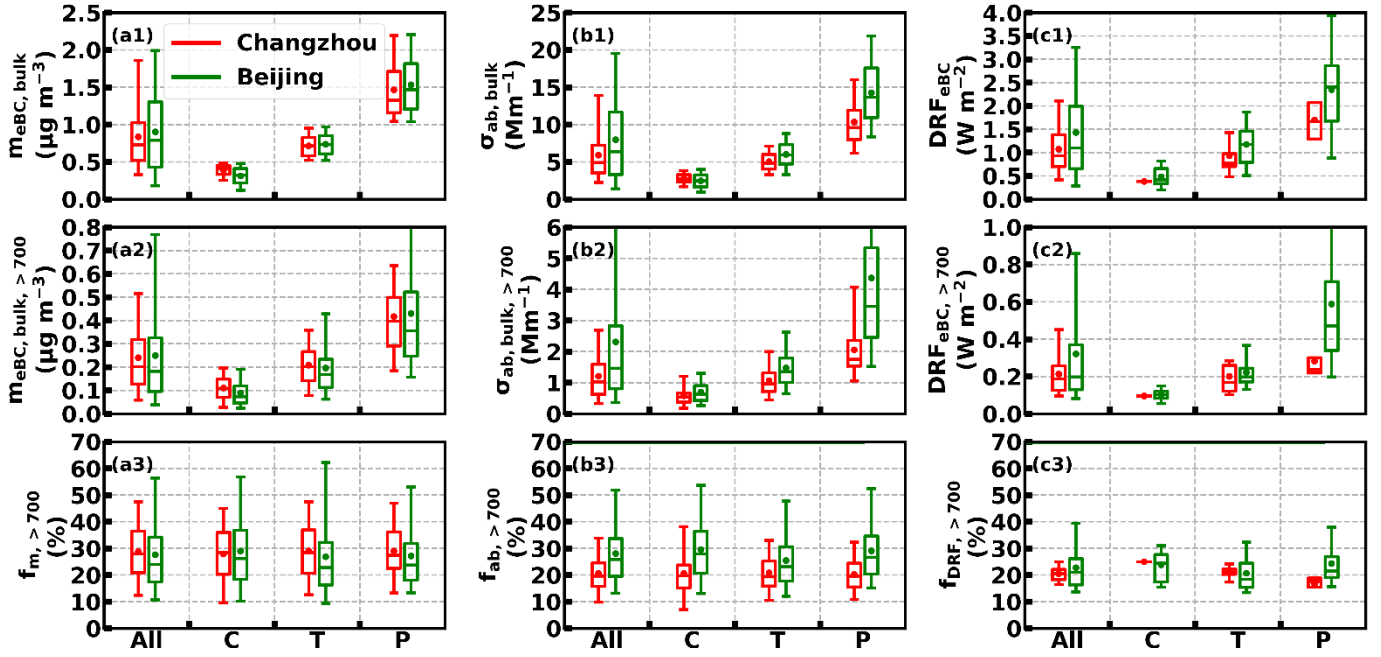 (a1)
Changzhou
Beijing
m_eBC, bulk
(μg m⁻³)
2.5
2.0
1.5
1.0
0.5
0.0
(b1)
σ_ab, bulk
(Mm⁻¹)
25
20
15
10
5
0
(c1)
DRF_eBC
(W m⁻²)
4.0
3.5
3.0
2.5
2.0
1.5
1.0
0.5
0.0
(a2)
m_eBC, bulk, > 700
(μg m⁻³)
0.8
0.7
0.6
0.5
0.4
0.3
0.2
0.1
0.0
(b2)
σ_ab, bulk, > 700
(Mm⁻¹)
6
5
4
3
2
1
0
(c2)
DRF_eBC, > 700
(W m⁻²)
1.0
0.8
0.6
0.4
0.2
0.0
(a3)
f_m, > 700
(%)
70
60
50
40
30
20
10
0
All C T P
(b3)
f_ab, > 700
(%)
70
60
50
40
30
20
10
0
All C T P
(c3)
f_DRF, > 700
(%)
70
60
50
40
30
20
10
0
All C T P